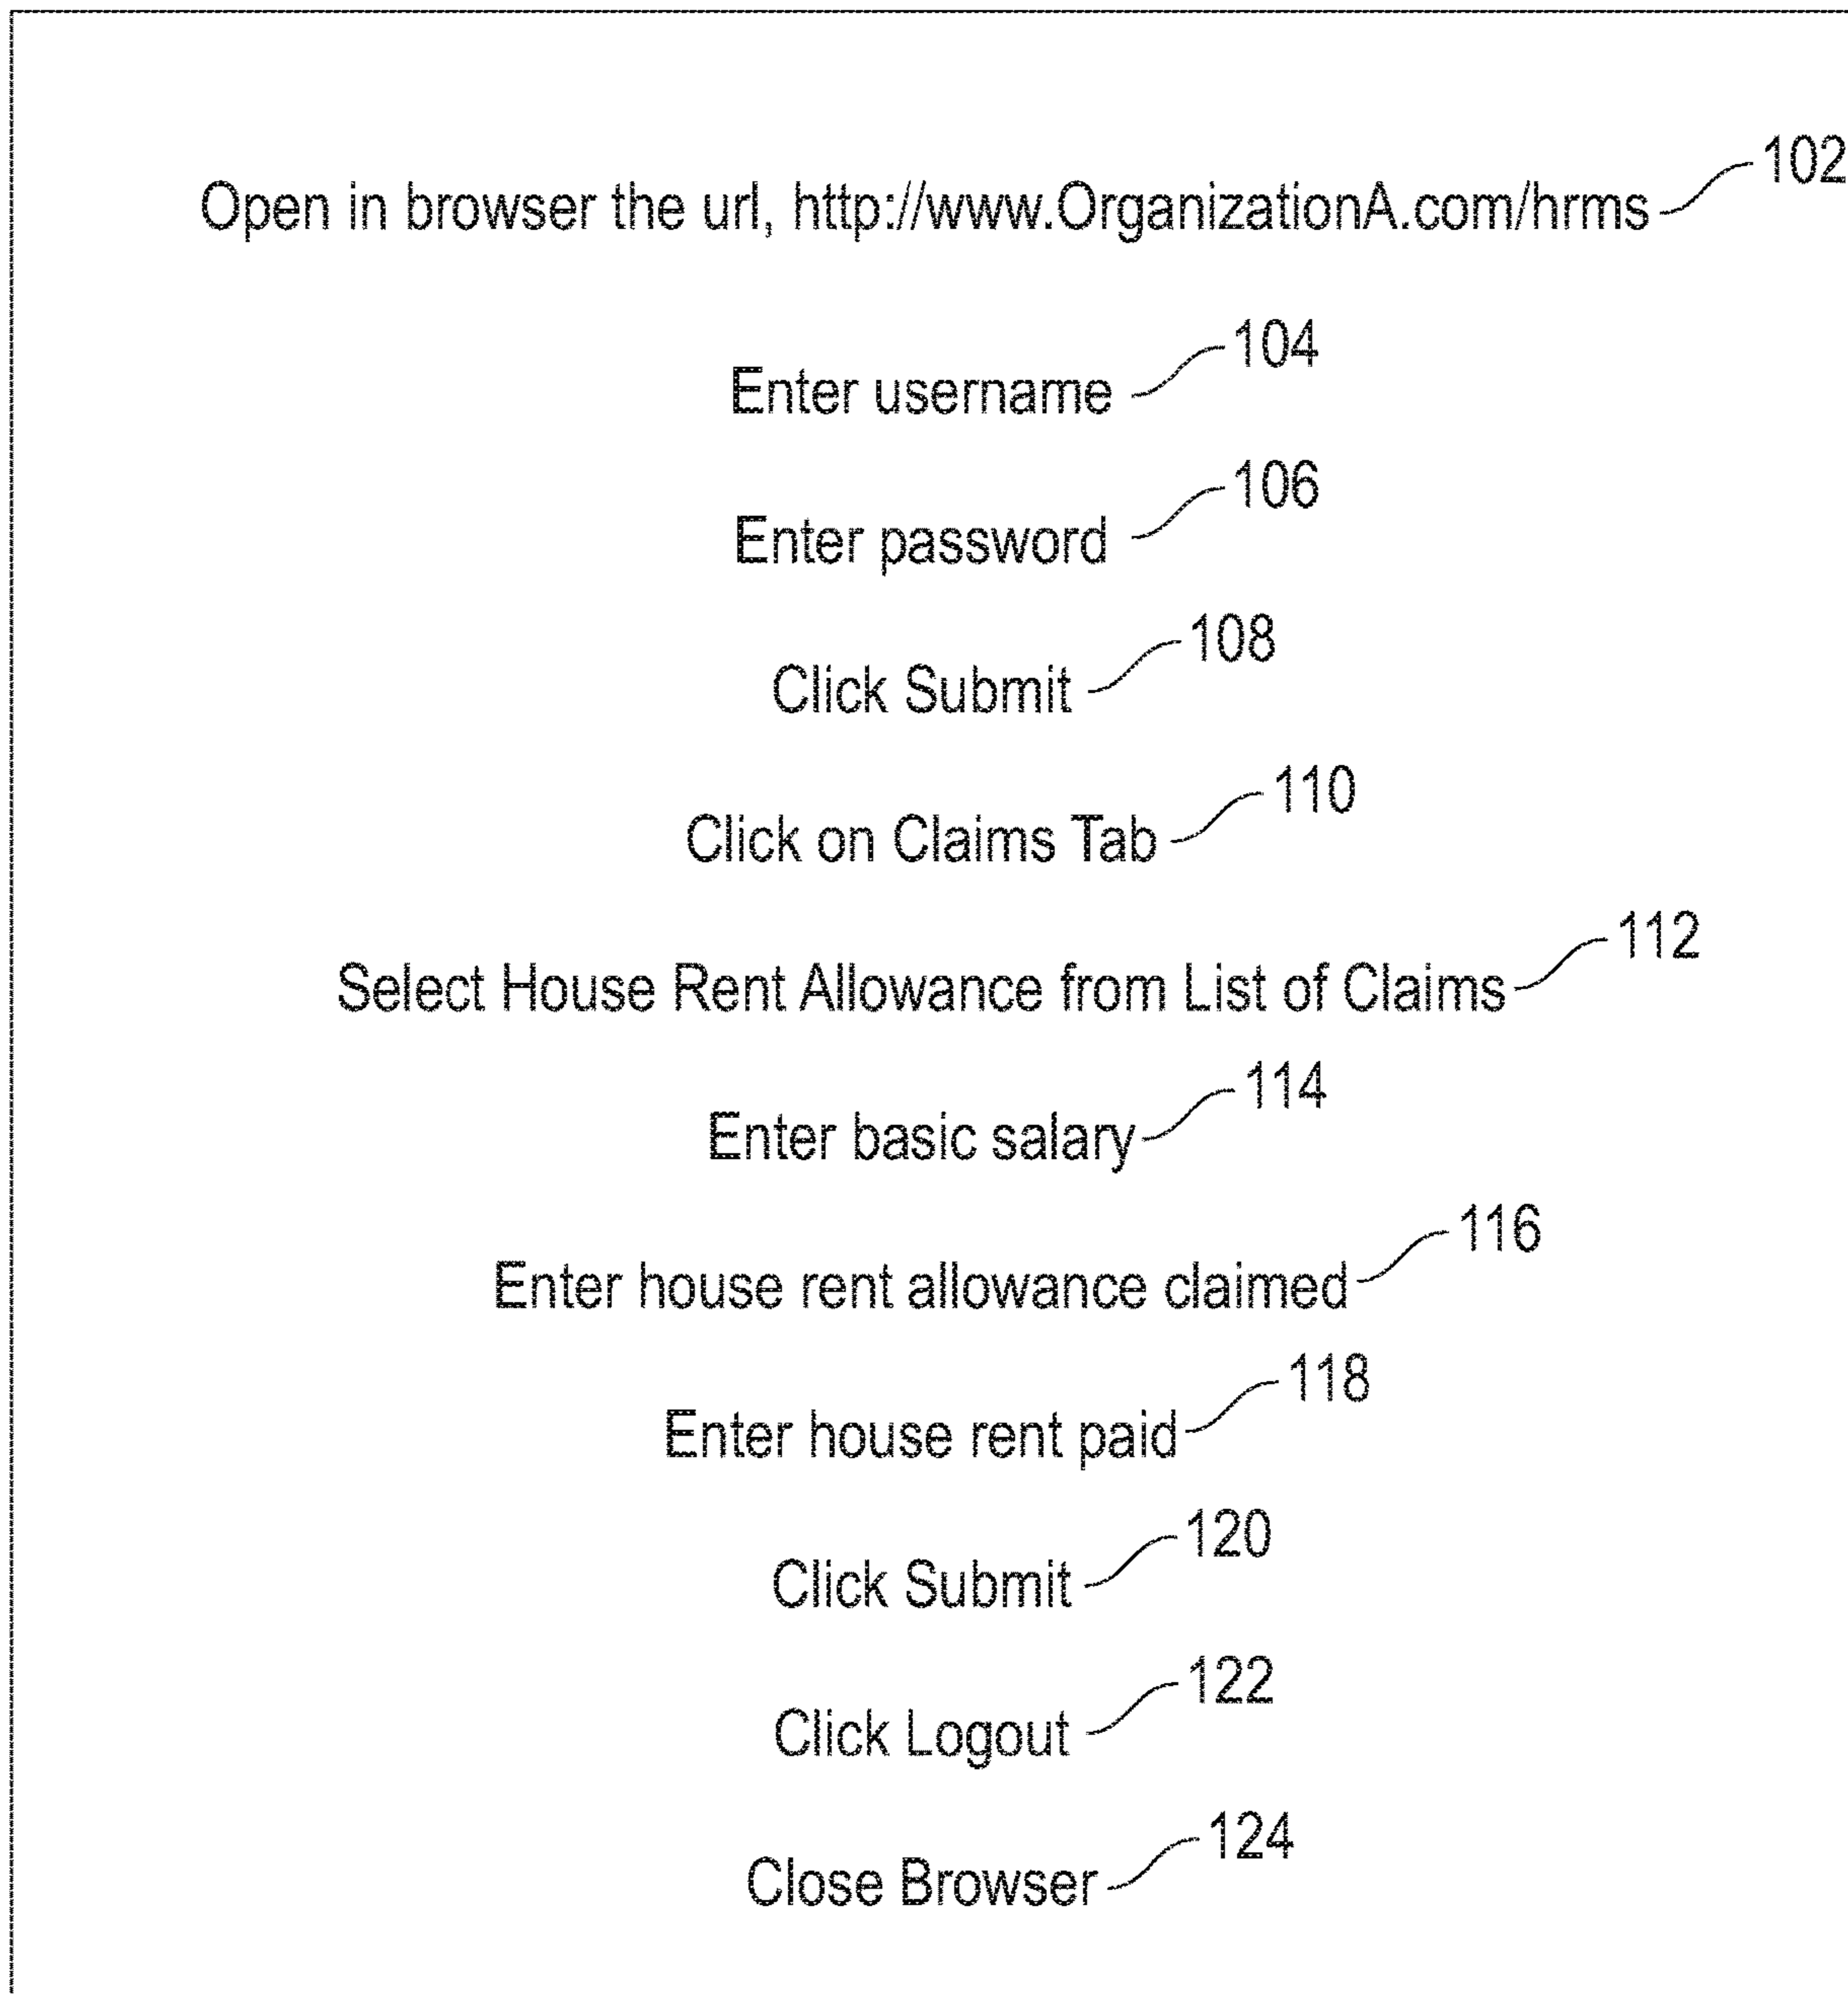 102
Open in browser the url, http://www.OrganizationA.com/hrms
104
Enter username
106
Enter password
108
Click Submit
110
Click on Claims Tab
112
Select House Rent Allowance from List of Claims
114
Enter basic salary
116
Enter house rent allowance claimed
118
Enter house rent paid
120
Click Submit
122
Click Logout
124
Close Browser